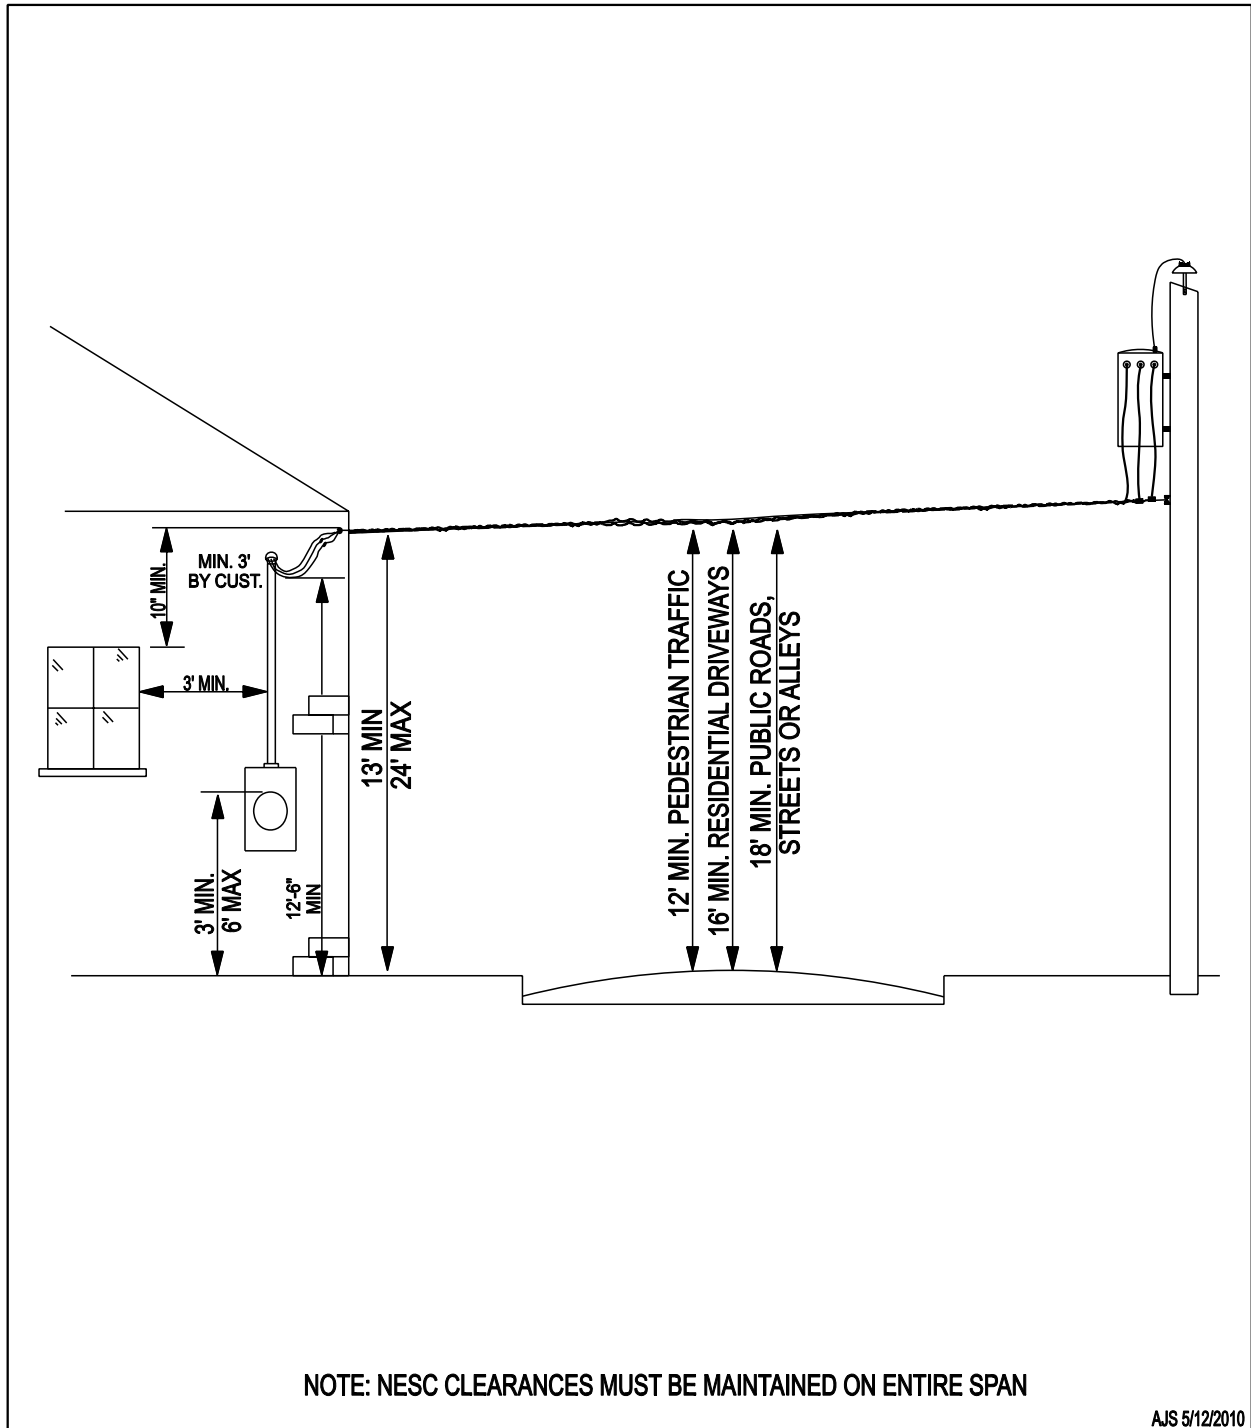 MIN. 3'
BY CUST.
10" MIN.
3' MIN.
3' MIN.
6' MAX
12'-6"
MIN
13' MIN
24' MAX
12' MIN. PEDESTRIAN TRAFFIC
16' MIN. RESIDENTIAL DRIVEWAYS
18' MIN. PUBLIC ROADS,
STREETS OR ALLEYS
NOTE: NESC CLEARANCES MUST BE MAINTAINED ON ENTIRE SPAN
AJS 5/12/2010